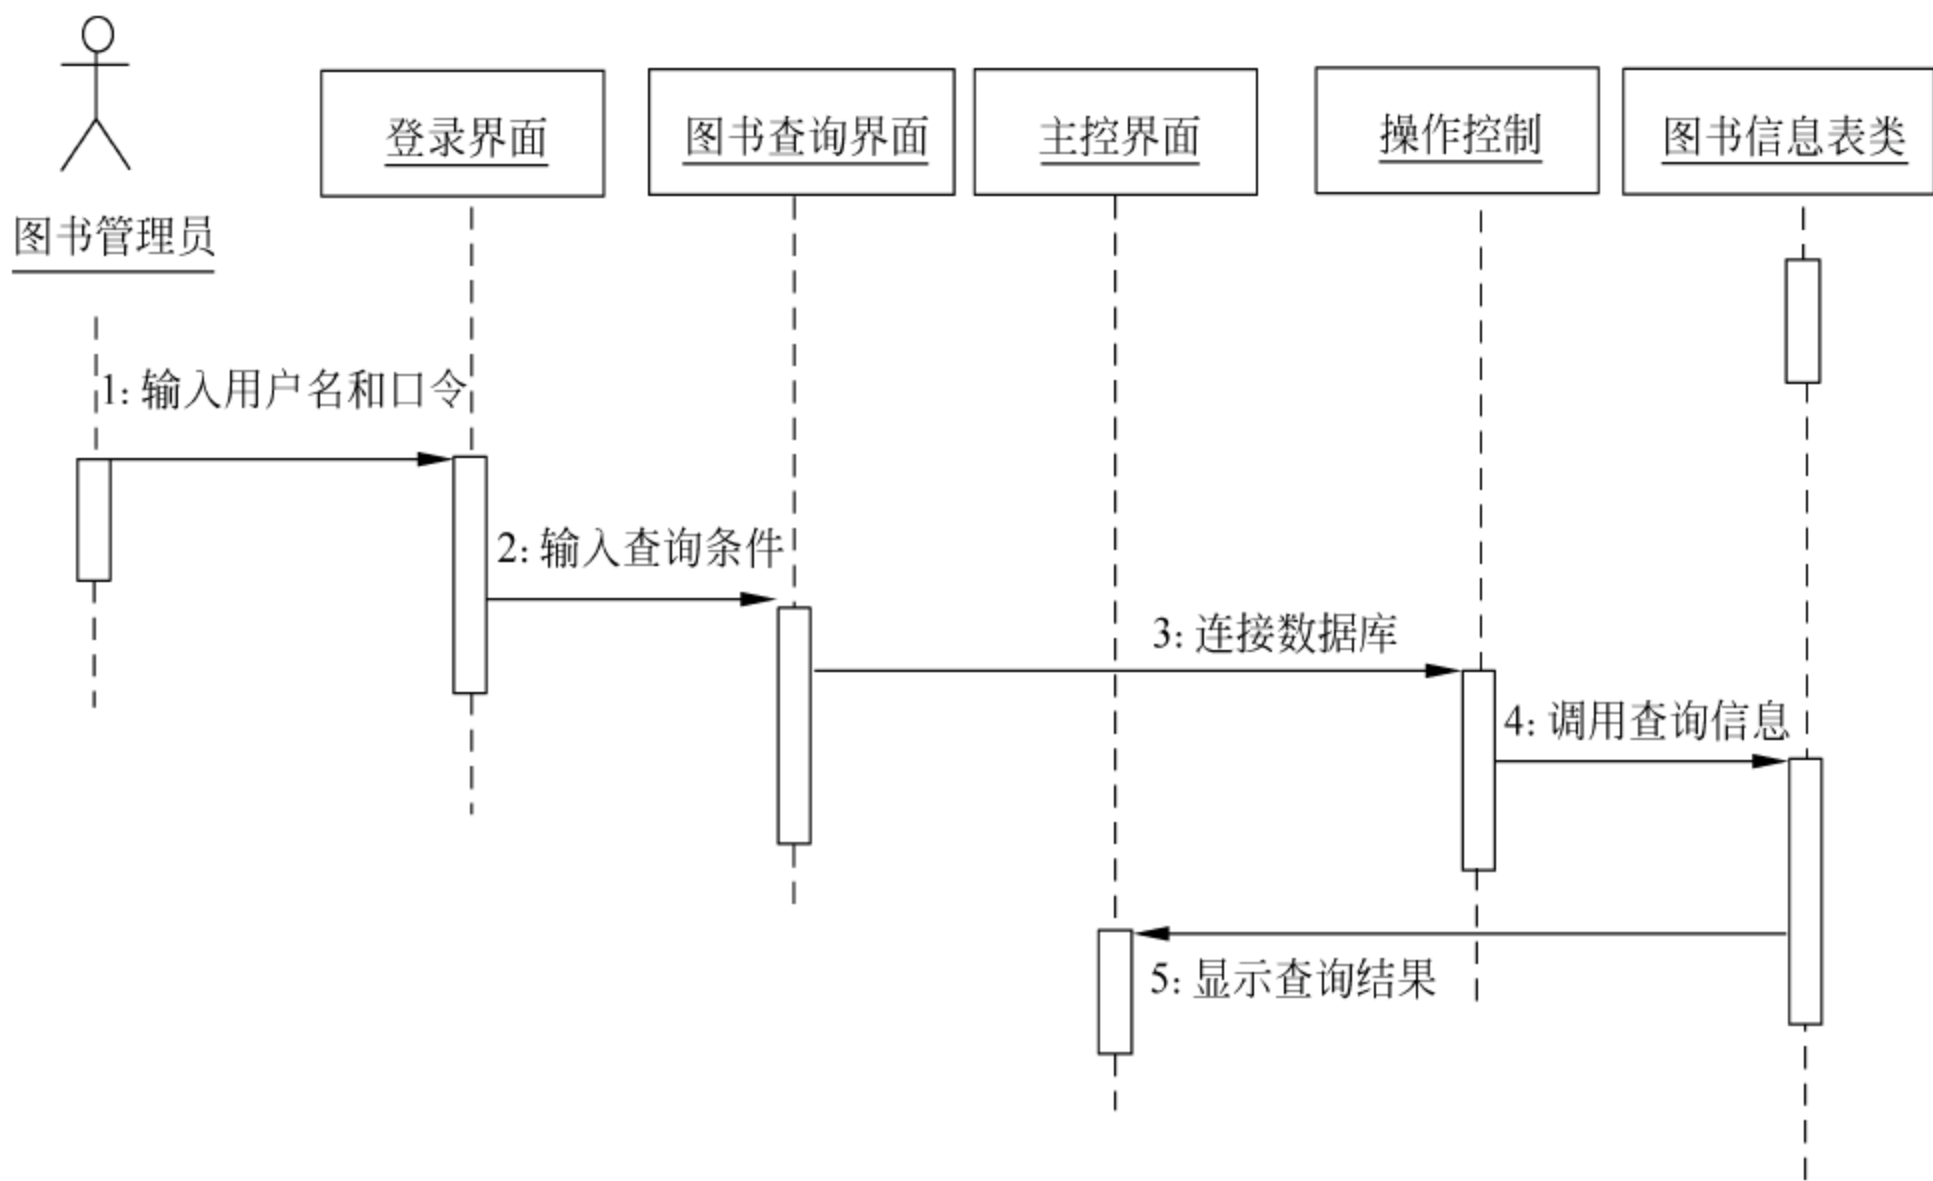 登录界面
图书查询界面
主控界面
操作控制
图书信息表类
图书管理员
1: 输入用户名和口令
2: 输入查询条件
3: 连接数据库
4: 调用查询信息
5: 显示查询结果